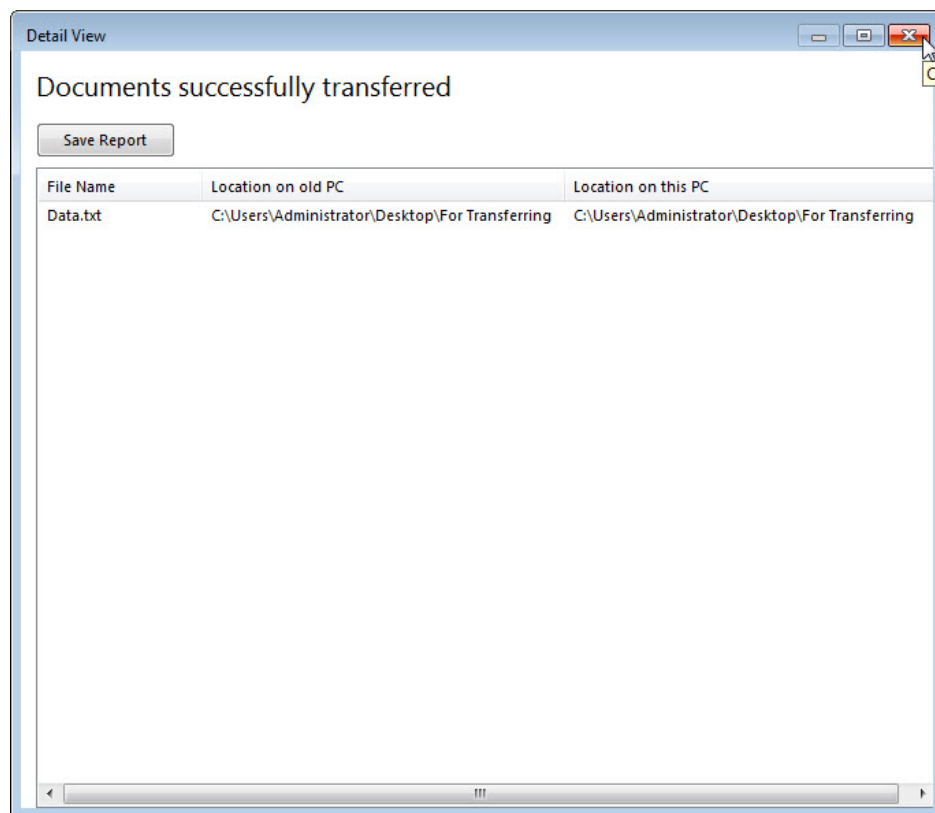 Detail View
Documents successfully transferred
Save Report
File Name Location on old PC Location on this PC
Data.txt C:\Users\Administrator\Desktop\For Transferring C:\Users\Administrator\Desktop\For Transferring